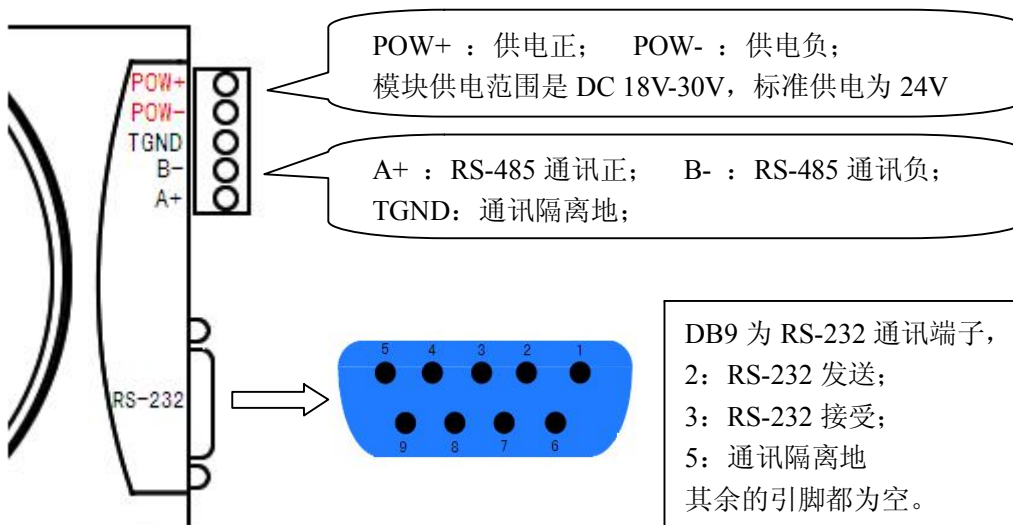 POW+ : 供电正; POW- : 供电负;
模块供电范围是 DC 18V-30V，标准供电为 24V
POW+
POW-
TGND
B-
A+
A+ : RS-485 通讯正; B- : RS-485 通讯负;
TGND: 通讯隔离地;
RS-232
5 4 3 2 1
9 8 7 6
DB9 为 RS-232 通讯端子，
2: RS-232 发送;
3: RS-232 接受;
5: 通讯隔离地
其余的引脚都为空。